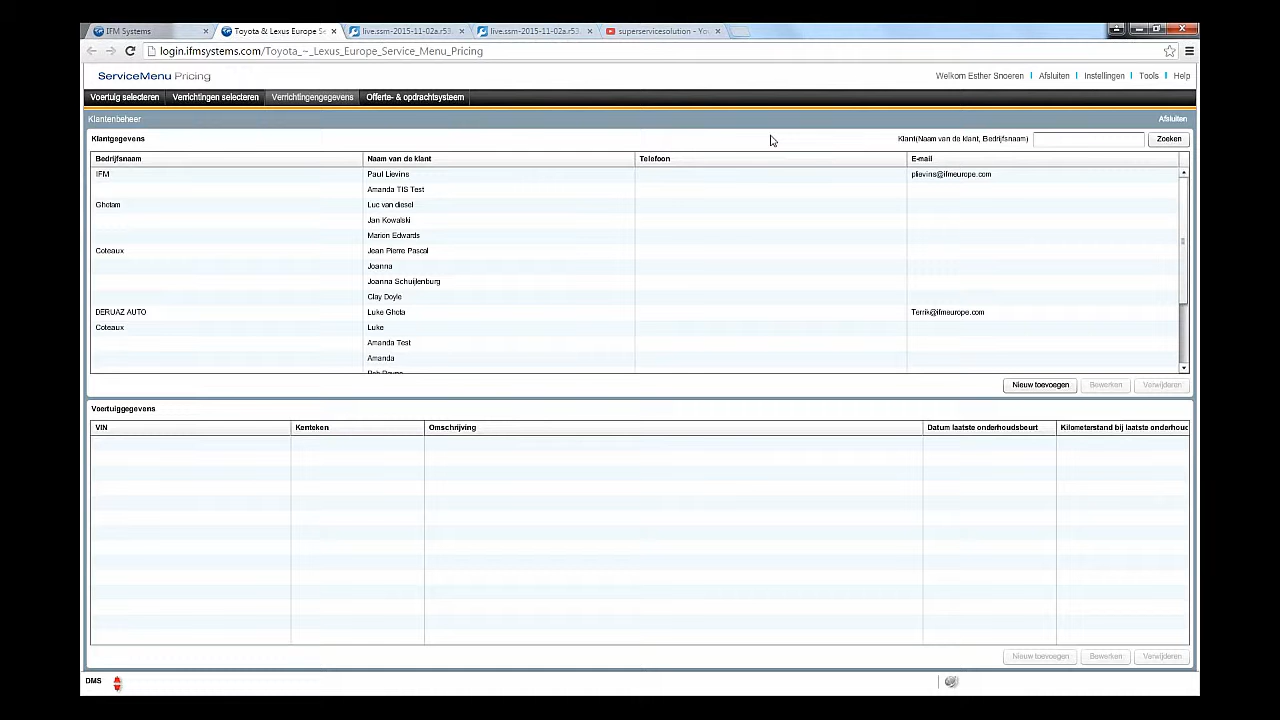 IFM Systems
Toyota & Lexus Europe Se
live.ssm-2015-11-02a.r53.
live.ssm-2015-11-02a.r53.
superservicesolution - Yo
login.ifmsystems.com/Toyota_~_Lexus_Europe_Service_Menu_Pricing
ServiceMenu Pricing
Welkom Esther Snoeren
Afsluiten
Instellingen
Tools
Help
Voertuig selecteren
Verrichtingen selecteren
Verrichtingengegevens
Offerte- & opdrachtsysteem
Klantenbeheer
Afsluiten
Klantgegevens
Klant(Naam van de klant, Bedrijfsnaam)
Zoeken
Bedrijfsnaam Naam van de klant Telefoon E-mail
IFM Paul Lievins plievins@ifmeurope.com
Amanda TIS Test
Ghotam Luc van diesel
Jan Kowalski
Marion Edwards
Coteaux Jean Pierre Pascal
Joanna
Joanna Schuijlenburg
Clay Doyle
DERUAZ AUTO Luke Ghota Terrik@ifmeurope.com
Coteaux Luke
Amanda Test
Amanda
Nieuw toevoegen Bewerken Verwijderen
Voertuiggegevens
VIN Kenteken Omschrijving Datum laatste onderhoudsbeurt Kilometerstand bij laatste onderhoud
Nieuw toevoegen Bewerken Verwijderen
DMS